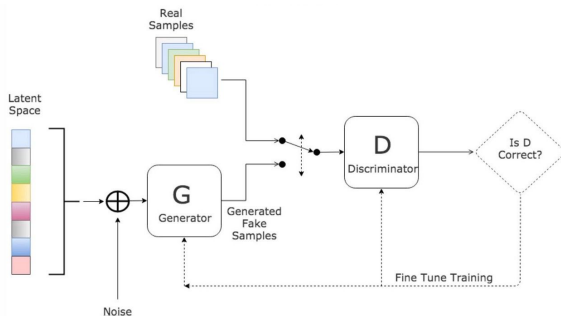 Real
Samples
Latent
Space
G
Generator
Generated
Fake
Samples
D
Discriminator
Is D
Correct?
Fine Tune Training
Noise